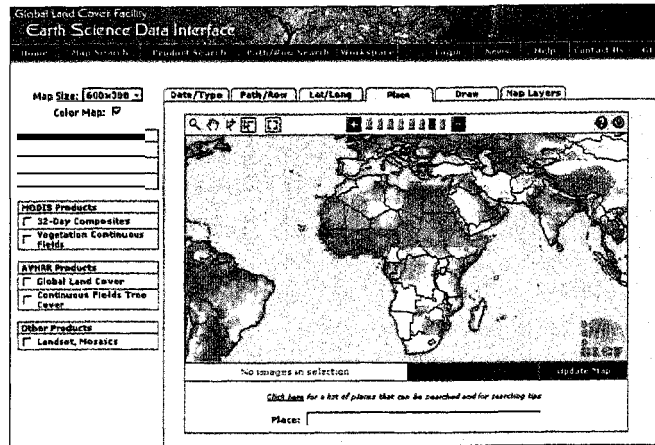 Global Land Cover Facility
Earth Science Data Interface
Home Map Search Product Search Path/Row Search Workspace Login News Help Contact Us
Map Size: 600x300
Color Map:
Date/Type Path/Row Lat/Long Place Draw Map Layers
MODIS Products
32-Day Composites
Vegetation Continuous
Fields
AVHRR Products
Global Land Cover
Continuous Fields Tree
Cover
Other Products
Landsat, Mosaics
GLCF
No images in selection
Update Map
Click here for a list of places that can be searched and for searching tips
Place: